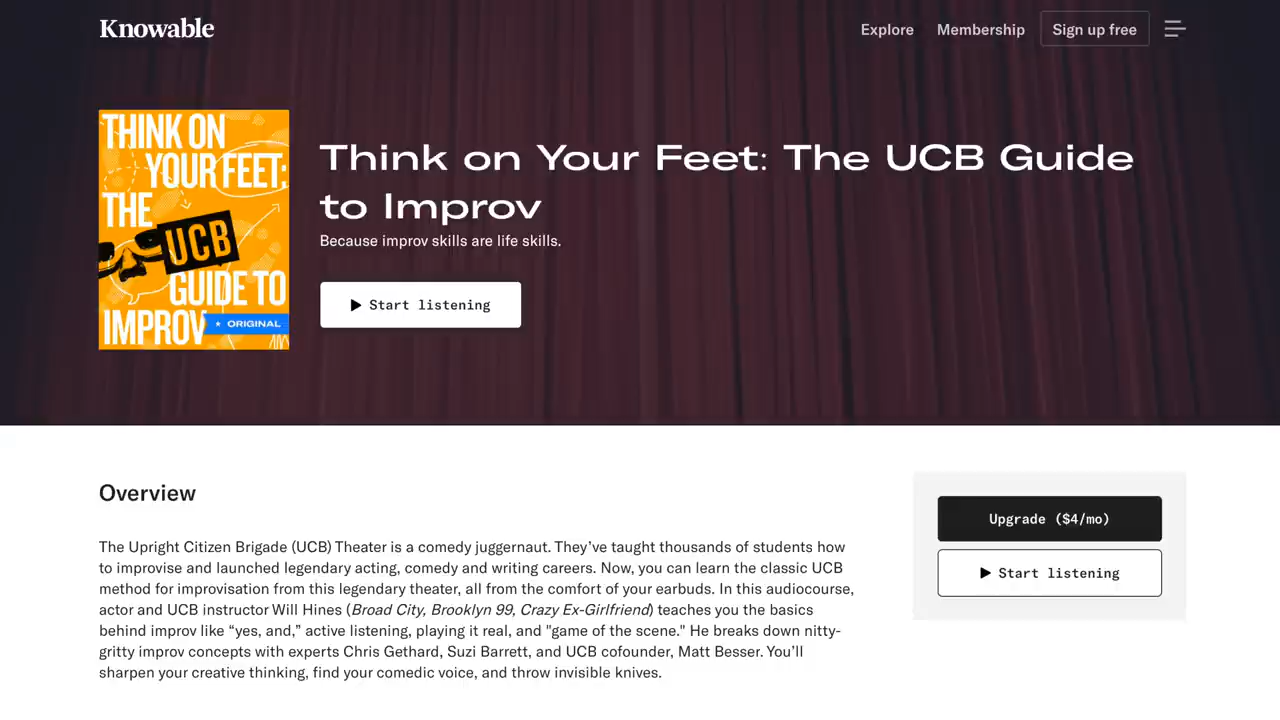 Knowable
Explore
Membership
Sign up free
THINK ON
YOUR FEET:
THE
UCB
GUIDE TO
IMPROV
★ ORIGINAL
Think on Your Feet: The UCB Guide
to Improv
Because improv skills are life skills.
Start listening
Overview
The Upright Citizen Brigade (UCB) Theater is a comedy juggernaut. They’ve taught thousands of students how
to improvise and launched legendary acting, comedy and writing careers. Now, you can learn the classic UCB
method for improvisation from this legendary theater, all from the comfort of your earbuds. In this audiocourse,
actor and UCB instructor Will Hines (Broad City, Brooklyn 99, Crazy Ex-Girlfriend) teaches you the basics
behind improv like “yes, and,” active listening, playing it real, and "game of the scene." He breaks down nitty-
gritty improv concepts with experts Chris Gethard, Suzi Barrett, and UCB cofounder, Matt Besser. You’ll
sharpen your creative thinking, find your comedic voice, and throw invisible knives.
Upgrade ($4/mo)
Start listening